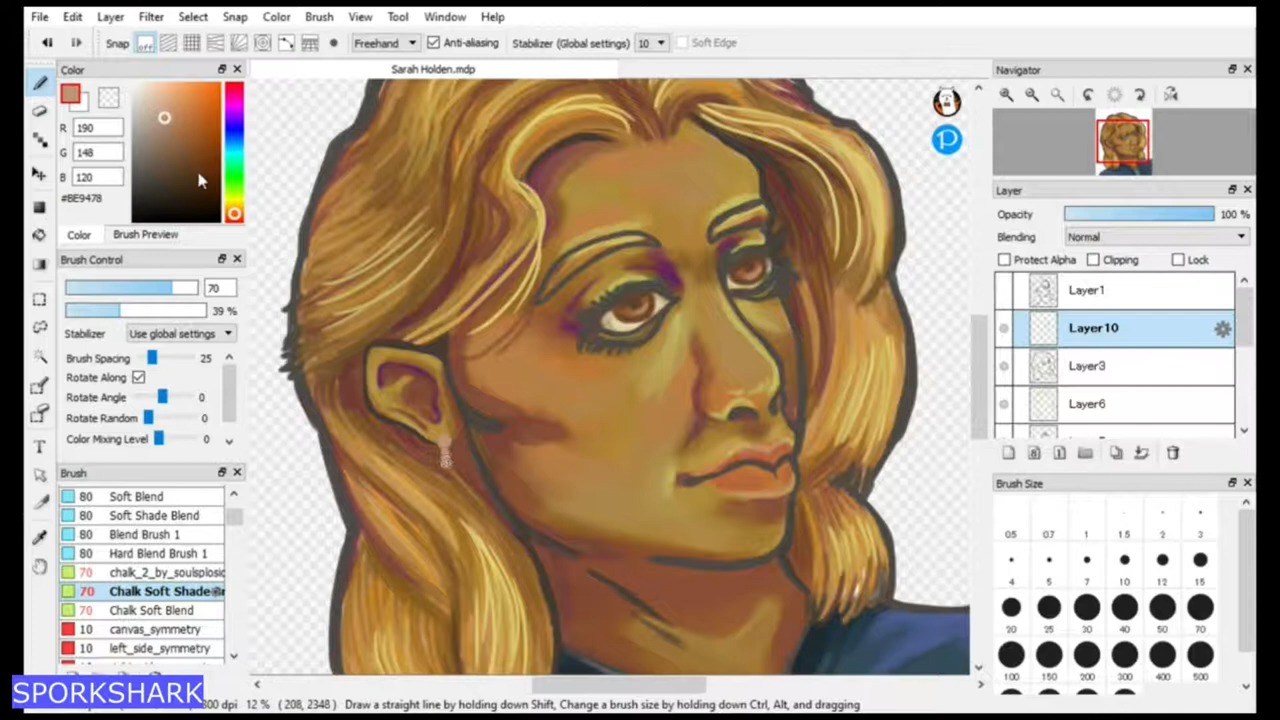 File Edit Layer Filter Select Snap Color Brush View Tool Window Help
Snap off Freehand Anti-aliasing Stabilizer (Global settings) 10 Soft Edge
Color
Sarah Holden.mdp
Navigator
R 190
G 148
B 120
#BE9478
Color Brush Preview
Brush Control
70
39 %
Stabilizer Use global settings
Brush Spacing 25
Rotate Along
Rotate Angle 0
Rotate Random 0
Color Mixing Level 0
Brush
80 Soft Blend
80 Soft Shade Blend
80 Blend Brush 1
80 Hard Blend Brush 1
70 chalk_2_by_soulsplosic
70 Chalk Soft Shade
70 Chalk Soft Blend
10 canvas_symmetry
10 left_side_symmetry
Layer
Opacity 100 %
Blending Normal
Protect Alpha Clipping Lock
Layer1
Layer10
Layer3
Layer6
Brush Size
0.5 0.7 1 1.5 2 3
4 5 7 10 12 15
20 25 30 40 50 70
100 150 200 300 400 500
SPORKSHARK
dpi 12 % (208, 2348) Draw a straight line by holding down Shift, Change a brush size by holding down Ctrl, Alt, and dragging